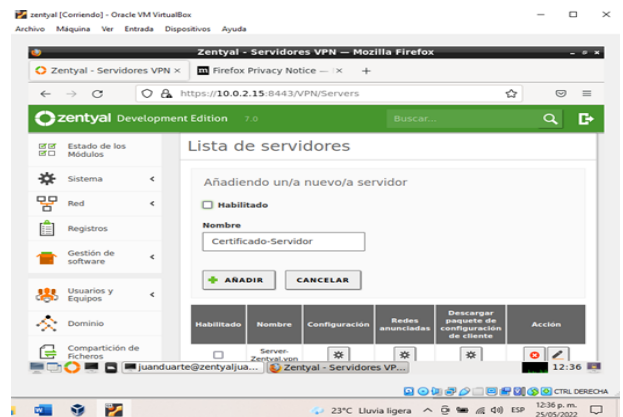 zentyal [Corriendo] - Oracle VM VirtualBox
Archivo Máquina Ver Entrada Dispositivos Ayuda
Zentyal - Servidores VPN — Mozilla Firefox
Zentyal - Servidores VPN
Firefox Privacy Notice —
https://10.0.2.15:8443/VPN/Servers
zentyal Development Edition 7.0
Buscar...
Estado de los
Módulos
Sistema
Red
Registros
Gestión de
software
Usuarios y
Equipos
Dominio
Compartición de
Ficheros
Lista de servidores
Añadiendo un/a nuevo/a servidor
Habilitado
Nombre
Certificado-Servidor
AÑADIR CANCELAR
Habilitado Nombre Configuración Redes
anunciadas Descargar
paquete de
configuración
de cliente Acción
Server-
Zentyal.vpn
juanduarte@zentyaljua...
Zentyal - Servidores VP...
12:36
CTRL DERECHA
23°C Lluvia ligera
ESP
12:36 p. m.
25/05/2022